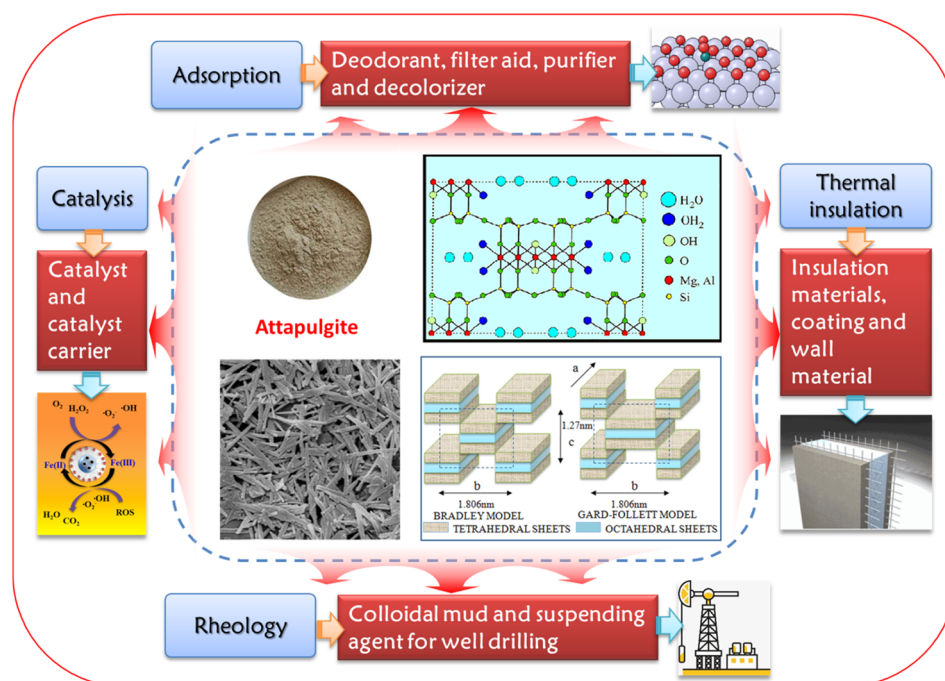 Adsorption
Deodorant, filter aid, purifier
and decolorizer
Catalysis
Catalyst
and
catalyst
carrier
O₂
H₂O₂
·O₂⁻
·OH
Fe(II)
Fe(III)
·O₂⁻
·OH
H₂O
CO₂
ROS
Attapulgite
H₂O
OH₂
OH
O
Mg, Al
Si
a
1.27nm
c
b
b
1.806nm
1.806nm
BRADLEY MODEL
GARD-FOLLETT MODEL
TETRAHEDRAL SHEETS
OCTAHEDRAL SHEETS
Thermal
insulation
Insulation
materials,
coating and
wall
material
Rheology
Colloidal mud and suspending
agent for well drilling